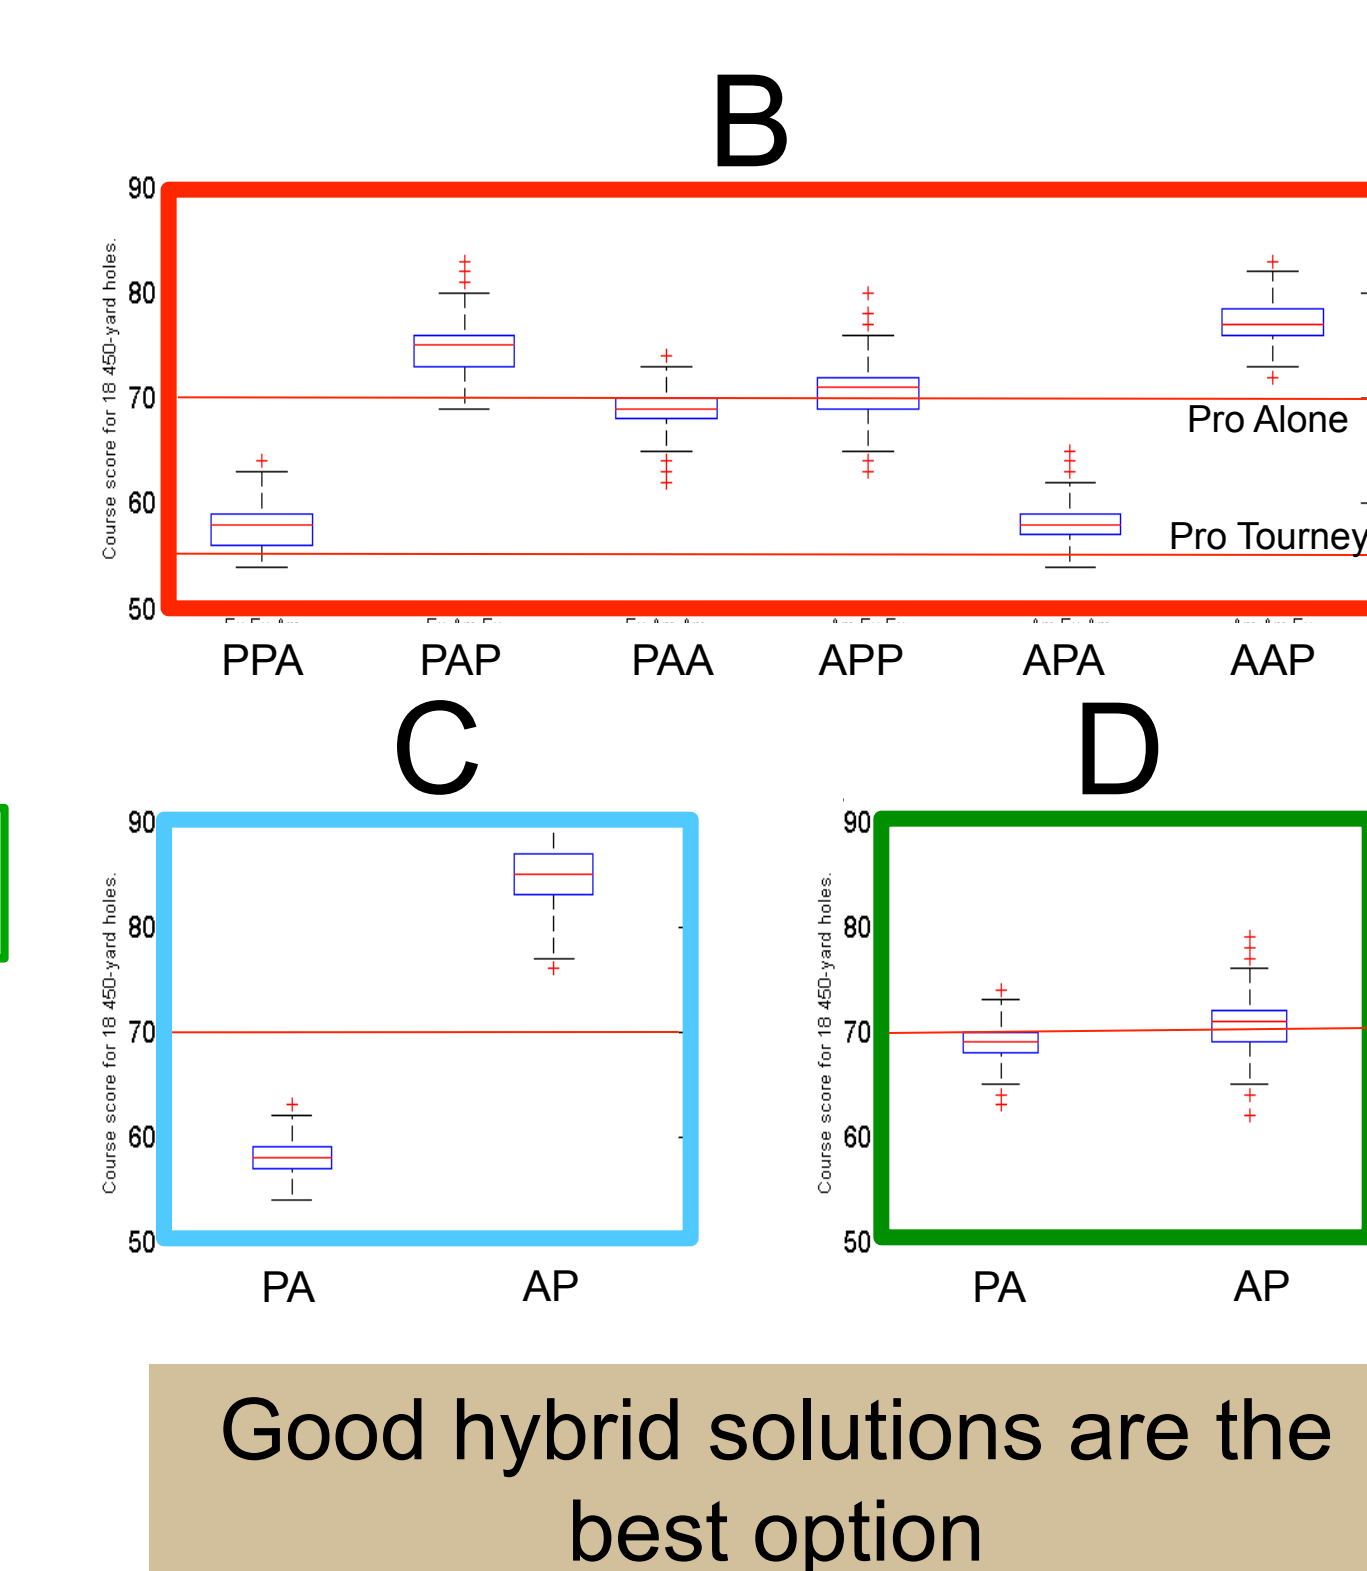 B
90
80
70
60
50
Course score for 18 450-yard holes.
Pro Alone
Pro Tourney
PPA PAP PAA APP APA AAP
C
D
90
80
70
60
50
Course score for 18 450-yard holes.
PA AP
90
80
70
60
50
Course score for 18 450-yard holes.
PA AP
Good hybrid solutions are the
best option